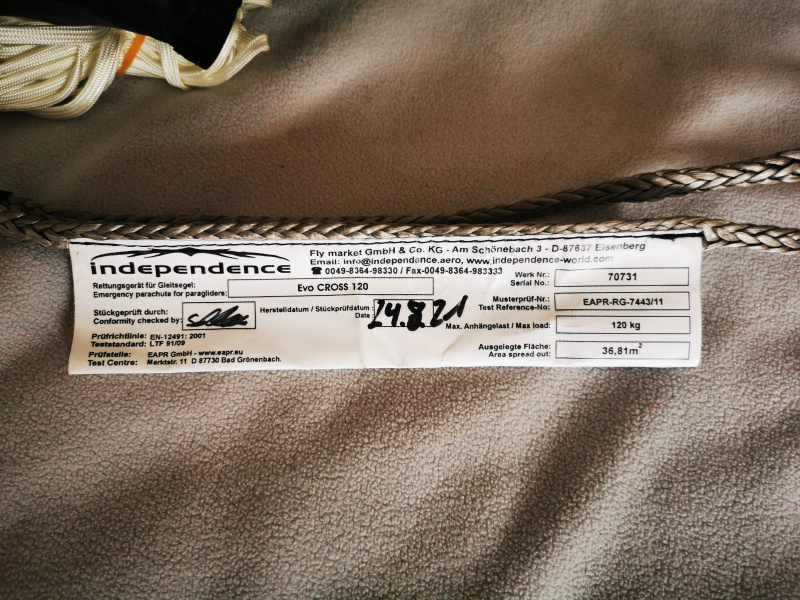 independence
Fly market GmbH & Co. KG - Am Schönebach 3 - D-87637 Eisenberg
Email: info@independence.aero, www.independence-world.com
☎ 0049-8364-98330 / Fax-0049-8364-983333
Rettungsgerät für Gleitsegel:
Emergency parachute for paragliders:
Evo CROSS 120
Werk Nr.:
Serial No.:
70731
Stückgeprüft durch:
Conformity checked by:
Herstelldatum / Stückprüfdatum :
Date :
24.8.21
Musterprüf-Nr.:
Test Reference-No:
EAPR-RG-7443/11
Max. Anhängelast / Max load:
120 kg
Prüfrichtlinie: EN-12491: 2001
Teststandard: LTF 91/09
Prüfstelle: EAPR GmbH - www.eapr.eu
Test Centre: Marktstr. 11 D 87730 Bad Grönenbach.
Ausgelegte Fläche:
Area spread out:
36,81m²